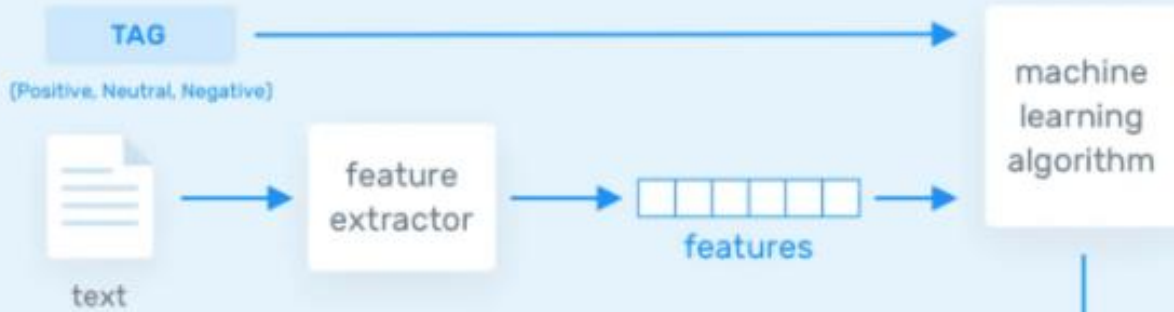 TAG
(Positive, Neutral, Negative)
machine
learning
algorithm
feature
extractor
features
text